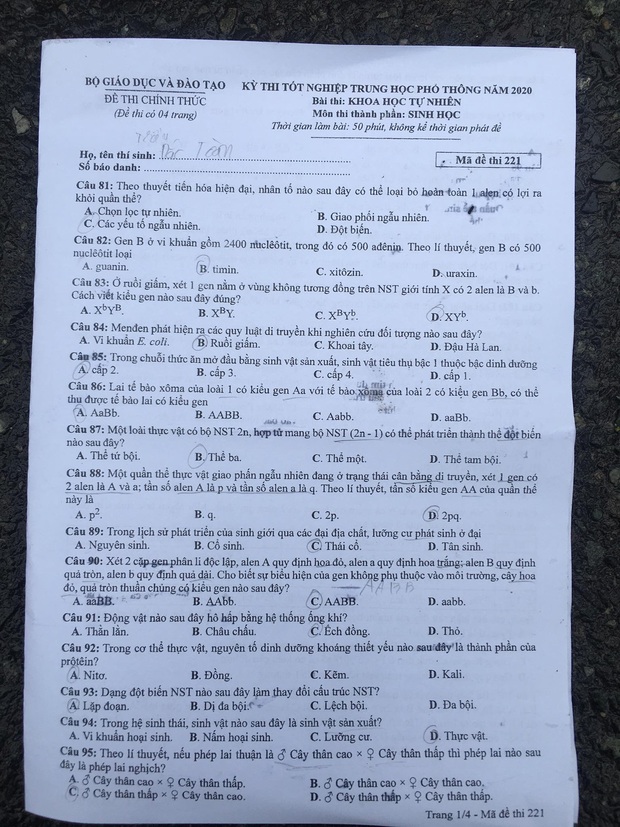 BỘ GIÁO DỤC VÀ ĐÀO TẠO
ĐỀ THI CHÍNH THỨC
(Đề thi có 04 trang)
KỲ THI TỐT NGHIỆP TRUNG HỌC PHỔ THÔNG NĂM 2020
Bài thi: KHOA HỌC TỰ NHIÊN
Môn thi thành phần: SINH HỌC
Thời gian làm bài: 50 phút, không kể thời gian phát đề
Họ, tên thí sinh:
Số báo danh:
Mã đề thi 221
Câu 81: Theo thuyết tiến hóa hiện đại, nhân tố nào sau đây có thể loại bỏ hoàn toàn 1 alen có lợi ra
khỏi quần thể?
A. Chọn lọc tự nhiên. B. Giao phối ngẫu nhiên.
C. Các yếu tố ngẫu nhiên. D. Đột biến.
Câu 82: Gen B ở vi khuẩn gồm 2400 nuclêôtit, trong đó có 500 ađênin. Theo lí thuyết, gen B có 500
nuclêôtit loại
A. guanin. B. timin. C. xitôzin. D. uraxin.
Câu 83: Ở ruồi giấm, xét 1 gen nằm ở vùng không tương đồng trên NST giới tính X có 2 alen là B và b.
Cách viết kiểu gen nào sau đây đúng?
A. XᵇYᴮ. B. XᴮY. C. XᴮYᵇ. D. XYᵇ.
Câu 84: Menđen phát hiện ra các quy luật di truyền khi nghiên cứu đối tượng nào sau đây?
A. Vi khuẩn E. coli. B. Ruồi giấm. C. Khoai tây. D. Đậu Hà Lan.
Câu 85: Trong chuỗi thức ăn mở đầu bằng sinh vật sản xuất, sinh vật tiêu thụ bậc 1 thuộc bậc dinh dưỡng
A. cấp 2. B. cấp 3. C. cấp 4. D. cấp 1.
Câu 86: Lai tế bào xôma của loài 1 có kiểu gen Aa với tế bào xôma của loài 2 có kiểu gen Bb, có thể
thu được tế bào lai có kiểu gen
A. AaBb. B. AABB. C. Aabb. D. aaBb.
Câu 87: Một loài thực vật có bộ NST 2n, hợp tử mang bộ NST (2n - 1) có thể phát triển thành thể đột biến
nào sau đây?
A. Thể tứ bội. B. Thể ba. C. Thể một. D. Thể tam bội.
Câu 88: Một quần thể thực vật giao phấn ngẫu nhiên đang ở trạng thái cân bằng di truyền, xét 1 gen có
2 alen là A và a; tần số alen A là p và tần số alen a là q. Theo lí thuyết, tần số kiểu gen AA của quần thể
này là
A. p². B. q. C. 2p. D. 2pq.
Câu 89: Trong lịch sử phát triển của sinh giới qua các đại địa chất, lưỡng cư phát sinh ở đại
A. Nguyên sinh. B. Cổ sinh. C. Thái cổ. D. Tân sinh.
Câu 90: Xét 2 cặp gen phân li độc lập, alen A quy định hoa đỏ, alen a quy định hoa trắng; alen B quy định
quả tròn, alen b quy định quả dài. Cho biết sự biểu hiện của gen không phụ thuộc vào môi trường, cây hoa
đỏ, quả tròn thuần chủng có kiểu gen nào sau đây? AABB
A. aaBB. B. AAbb. C. AABB. D. aabb.
Câu 91: Động vật nào sau đây hô hấp bằng hệ thống ống khí?
A. Thằn lằn. B. Châu chấu. C. Ếch đồng. D. Thỏ.
Câu 92: Trong cơ thể thực vật, nguyên tố dinh dưỡng khoáng thiết yếu nào sau đây là thành phần của
prôtêin?
A. Nitơ. B. Đồng. C. Kẽm. D. Kali.
Câu 93: Dạng đột biến NST nào sau đây làm thay đổi cấu trúc NST?
A. Lặp đoạn. B. Dị đa bội. C. Lệch bội. D. Đa bội.
Câu 94: Trong hệ sinh thái, sinh vật nào sau đây là sinh vật sản xuất?
A. Vi khuẩn hoại sinh. B. Nấm hoại sinh. C. Lưỡng cư. D. Thực vật.
Câu 95: Theo lí thuyết, nếu phép lai thuận là ♂ Cây thân cao × ♀ Cây thân thấp thì phép lai nào sau
đây là phép lai nghịch?
A. ♂ Cây thân cao × ♀ Cây thân thấp. B. ♂ Cây thân cao × ♀ Cây thân cao.
C. ♂ Cây thân thấp × ♀ Cây thân cao. D. ♂ Cây thân thấp × ♀ Cây thân thấp.
Trang 1/4 - Mã đề thi 221